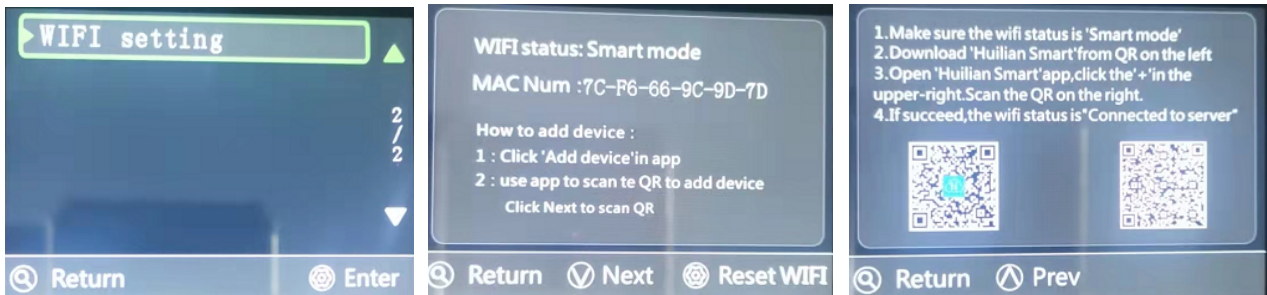 WIFI setting
2
/
2
Return
Enter
WIFI status: Smart mode
MAC Num :7C-F6-66-9C-9D-7D
How to add device :
1 : Click 'Add device'in app
2 : use app to scan te QR to add device
Click Next to scan QR
Return
Next
Reset WIFI
1.Make sure the wifi status is 'Smart mode'
2.Download 'Huilian Smart'from QR on the left
3.Open 'Huilian Smart'app,click the'+'in the
upper-right.Scan the QR on the right.
4.If succeed,the wifi status is"Connected to server"
Return
Prev